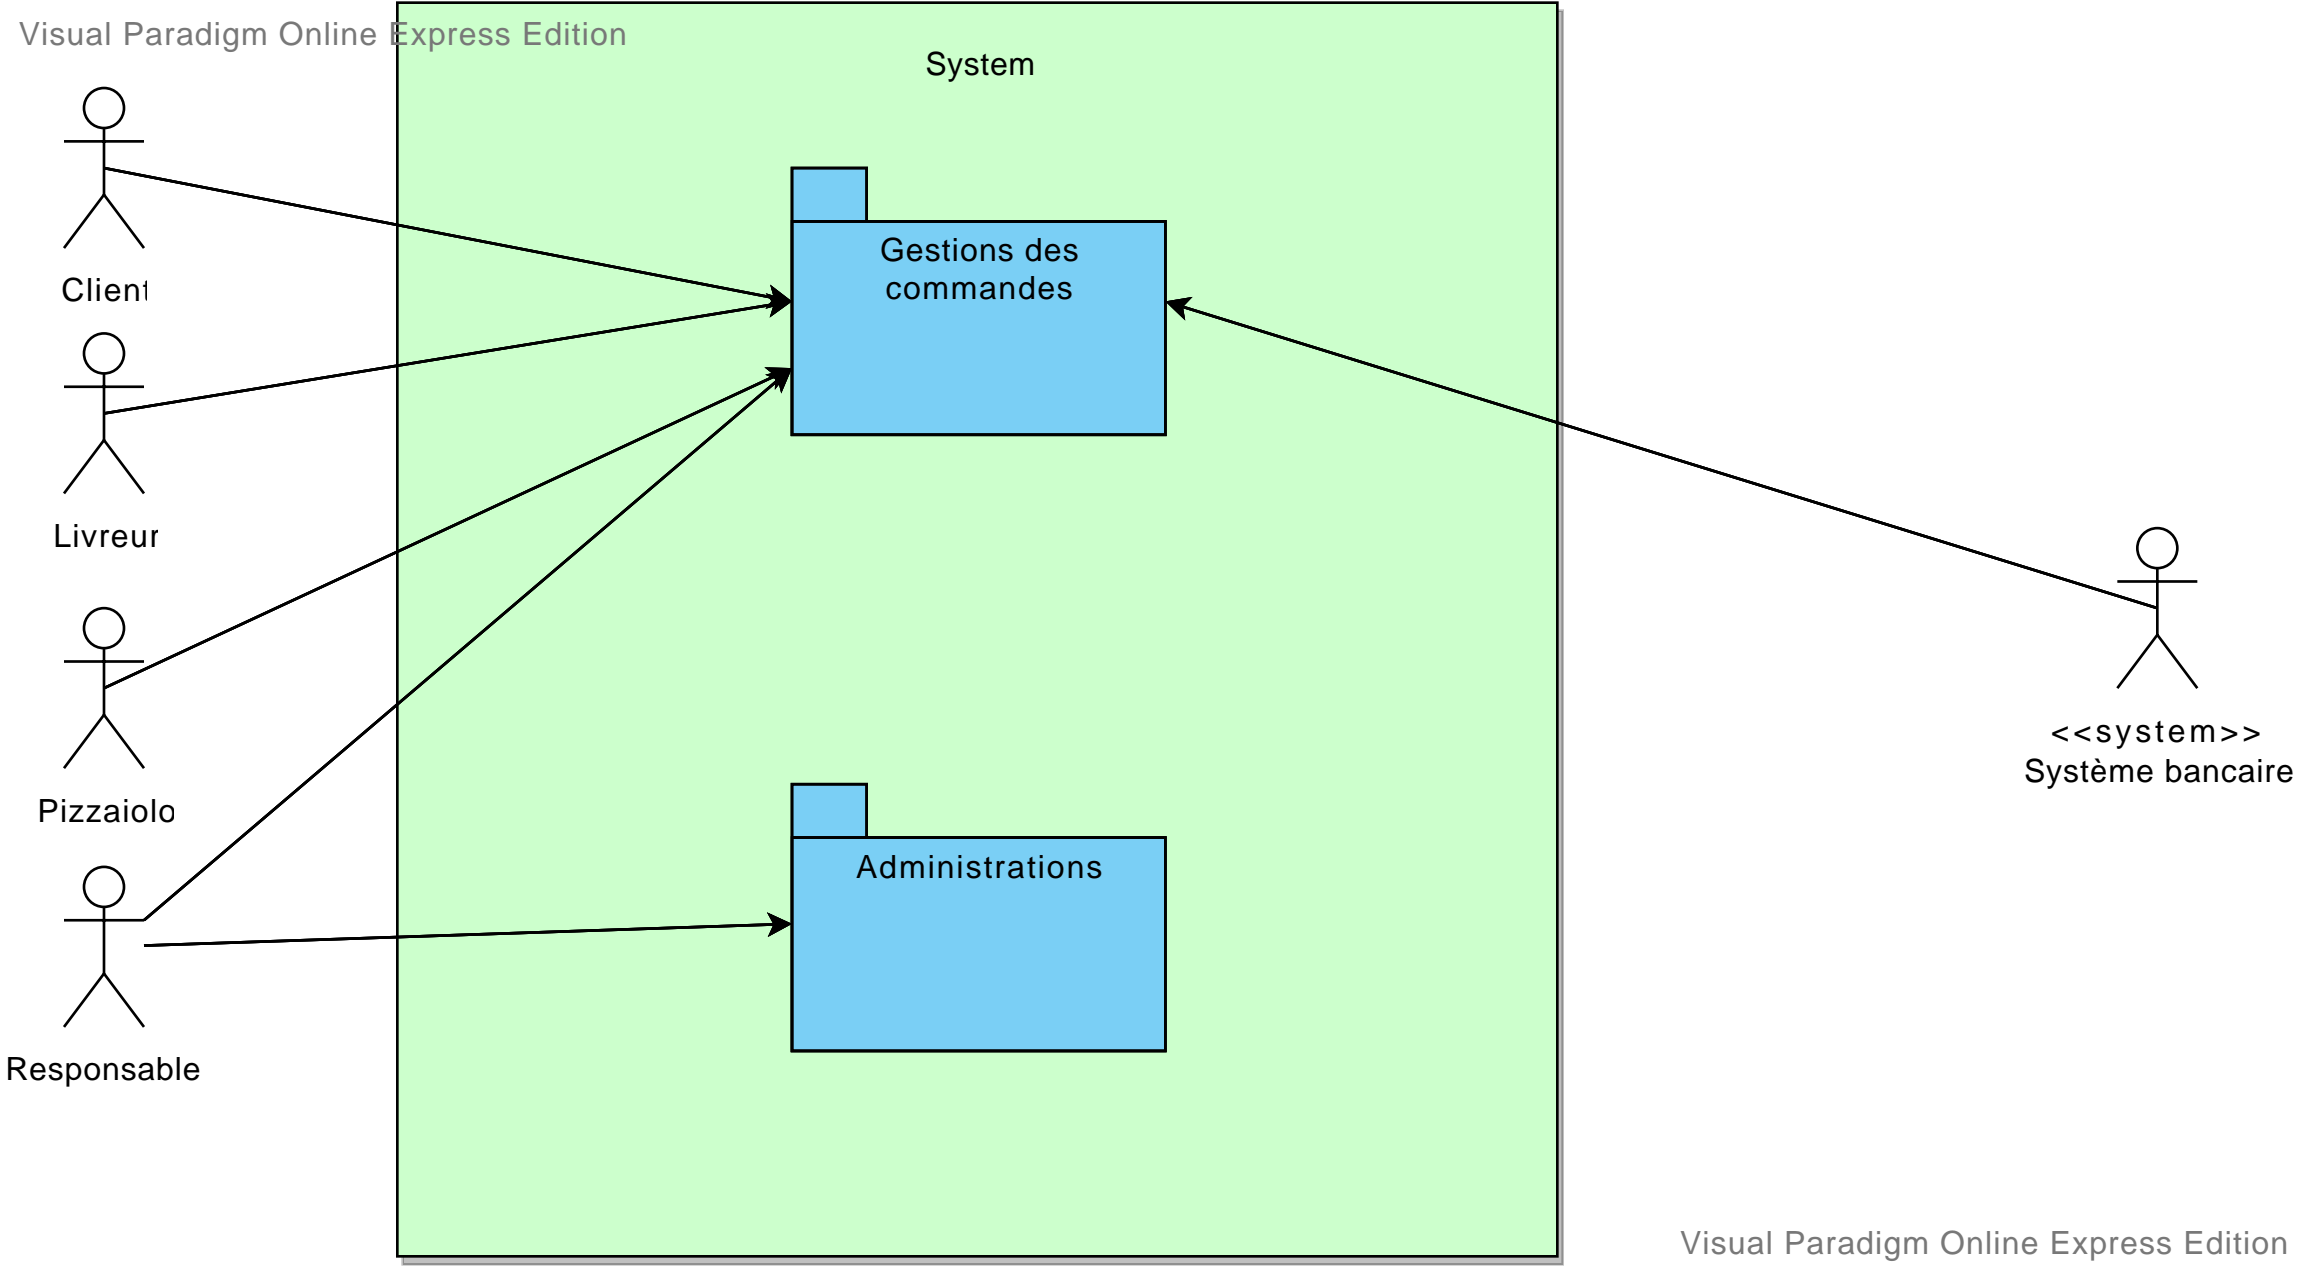 Visual Paradigm Online Express Edition
System
Client
Gestions des
commandes
Livreur
Pizzaiolo
<<system>>
Système bancaire
Administrations
Responsable
Visual Paradigm Online Express Edition